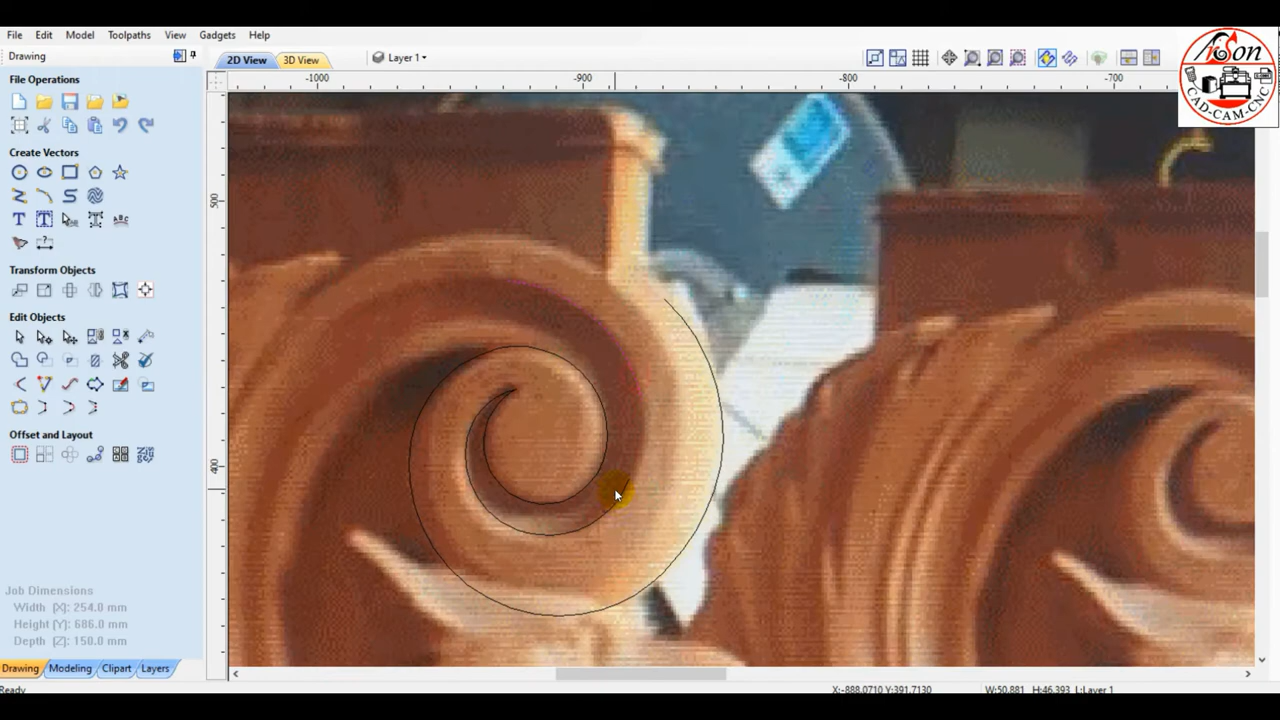 File Edit Model Toolpaths View Gadgets Help
Drawing
2D View 3D View Layer 1
File Operations
Create Vectors
Transform Objects
Edit Objects
Offset and Layout
-1000 -900 -800 -700
500
400
Job Dimensions
Width [X]: 254.0 mm
Height [Y]: 686.0 mm
Depth [Z]: 150.0 mm
Drawing Modeling Clipart Layers
Ready
X:-888.0710 Y:391.7130 W:50.881 H:46.393 L:Layer 1
CAD-CAM-CNC